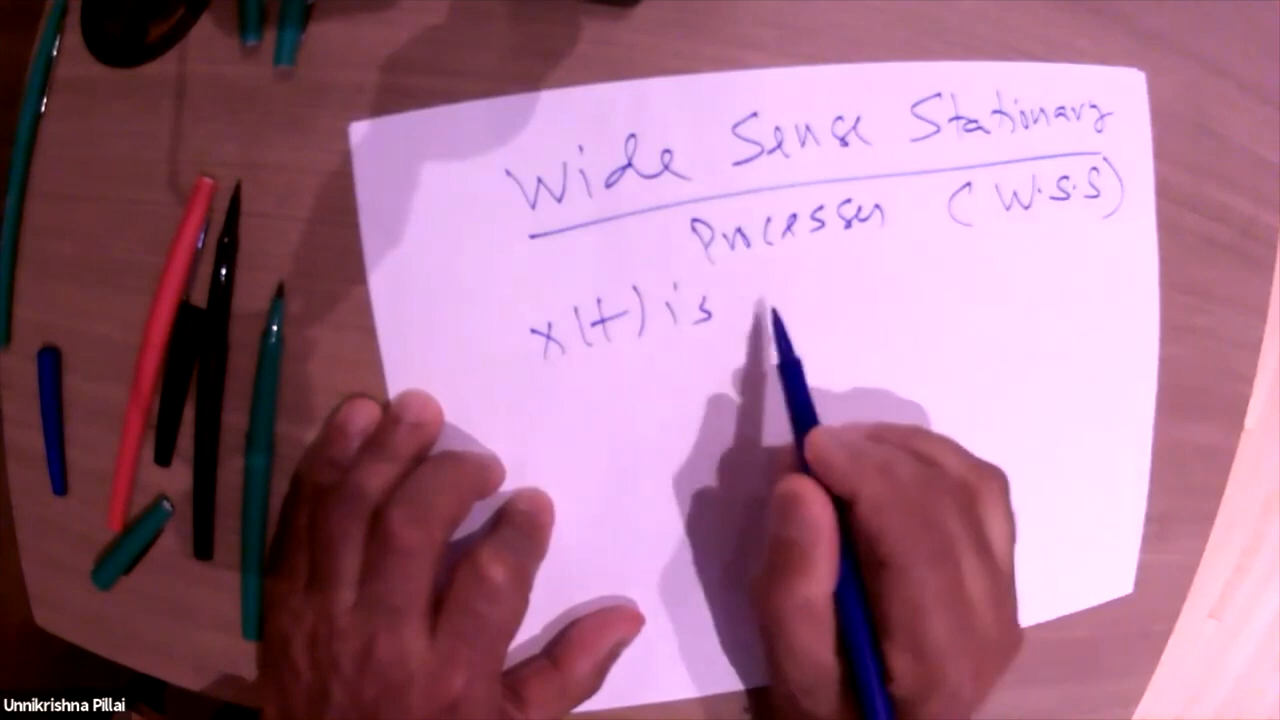 Wide Sense Stationary
Processes (W.S.S)
x(t) is
Unnikrishna Pillai